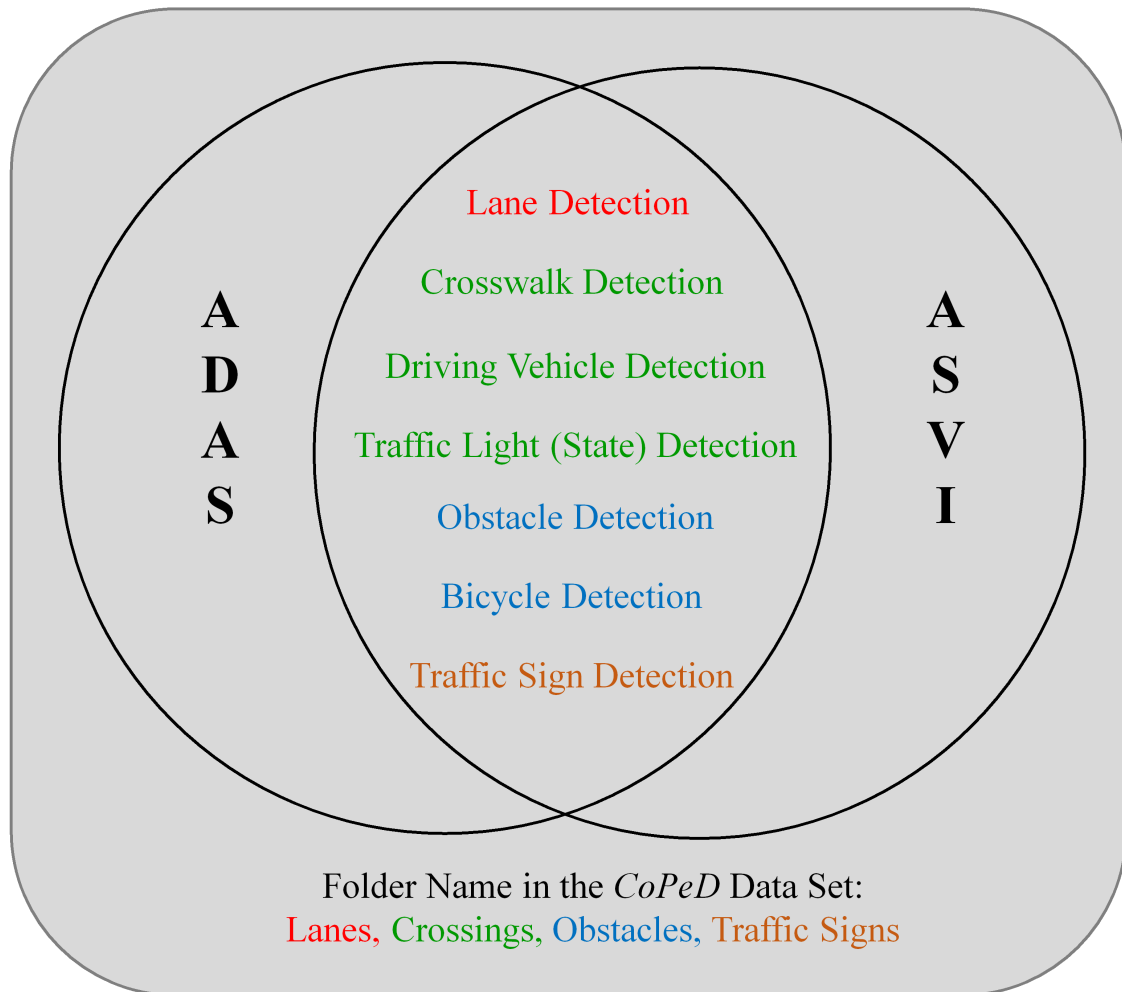 Lane Detection
Crosswalk Detection
Driving Vehicle Detection
Traffic Light (State) Detection
Obstacle Detection
Bicycle Detection
Traffic Sign Detection
A
D
A
S
A
S
V
I
Folder Name in the CoPeD Data Set:
Lanes, Crossings, Obstacles, Traffic Signs